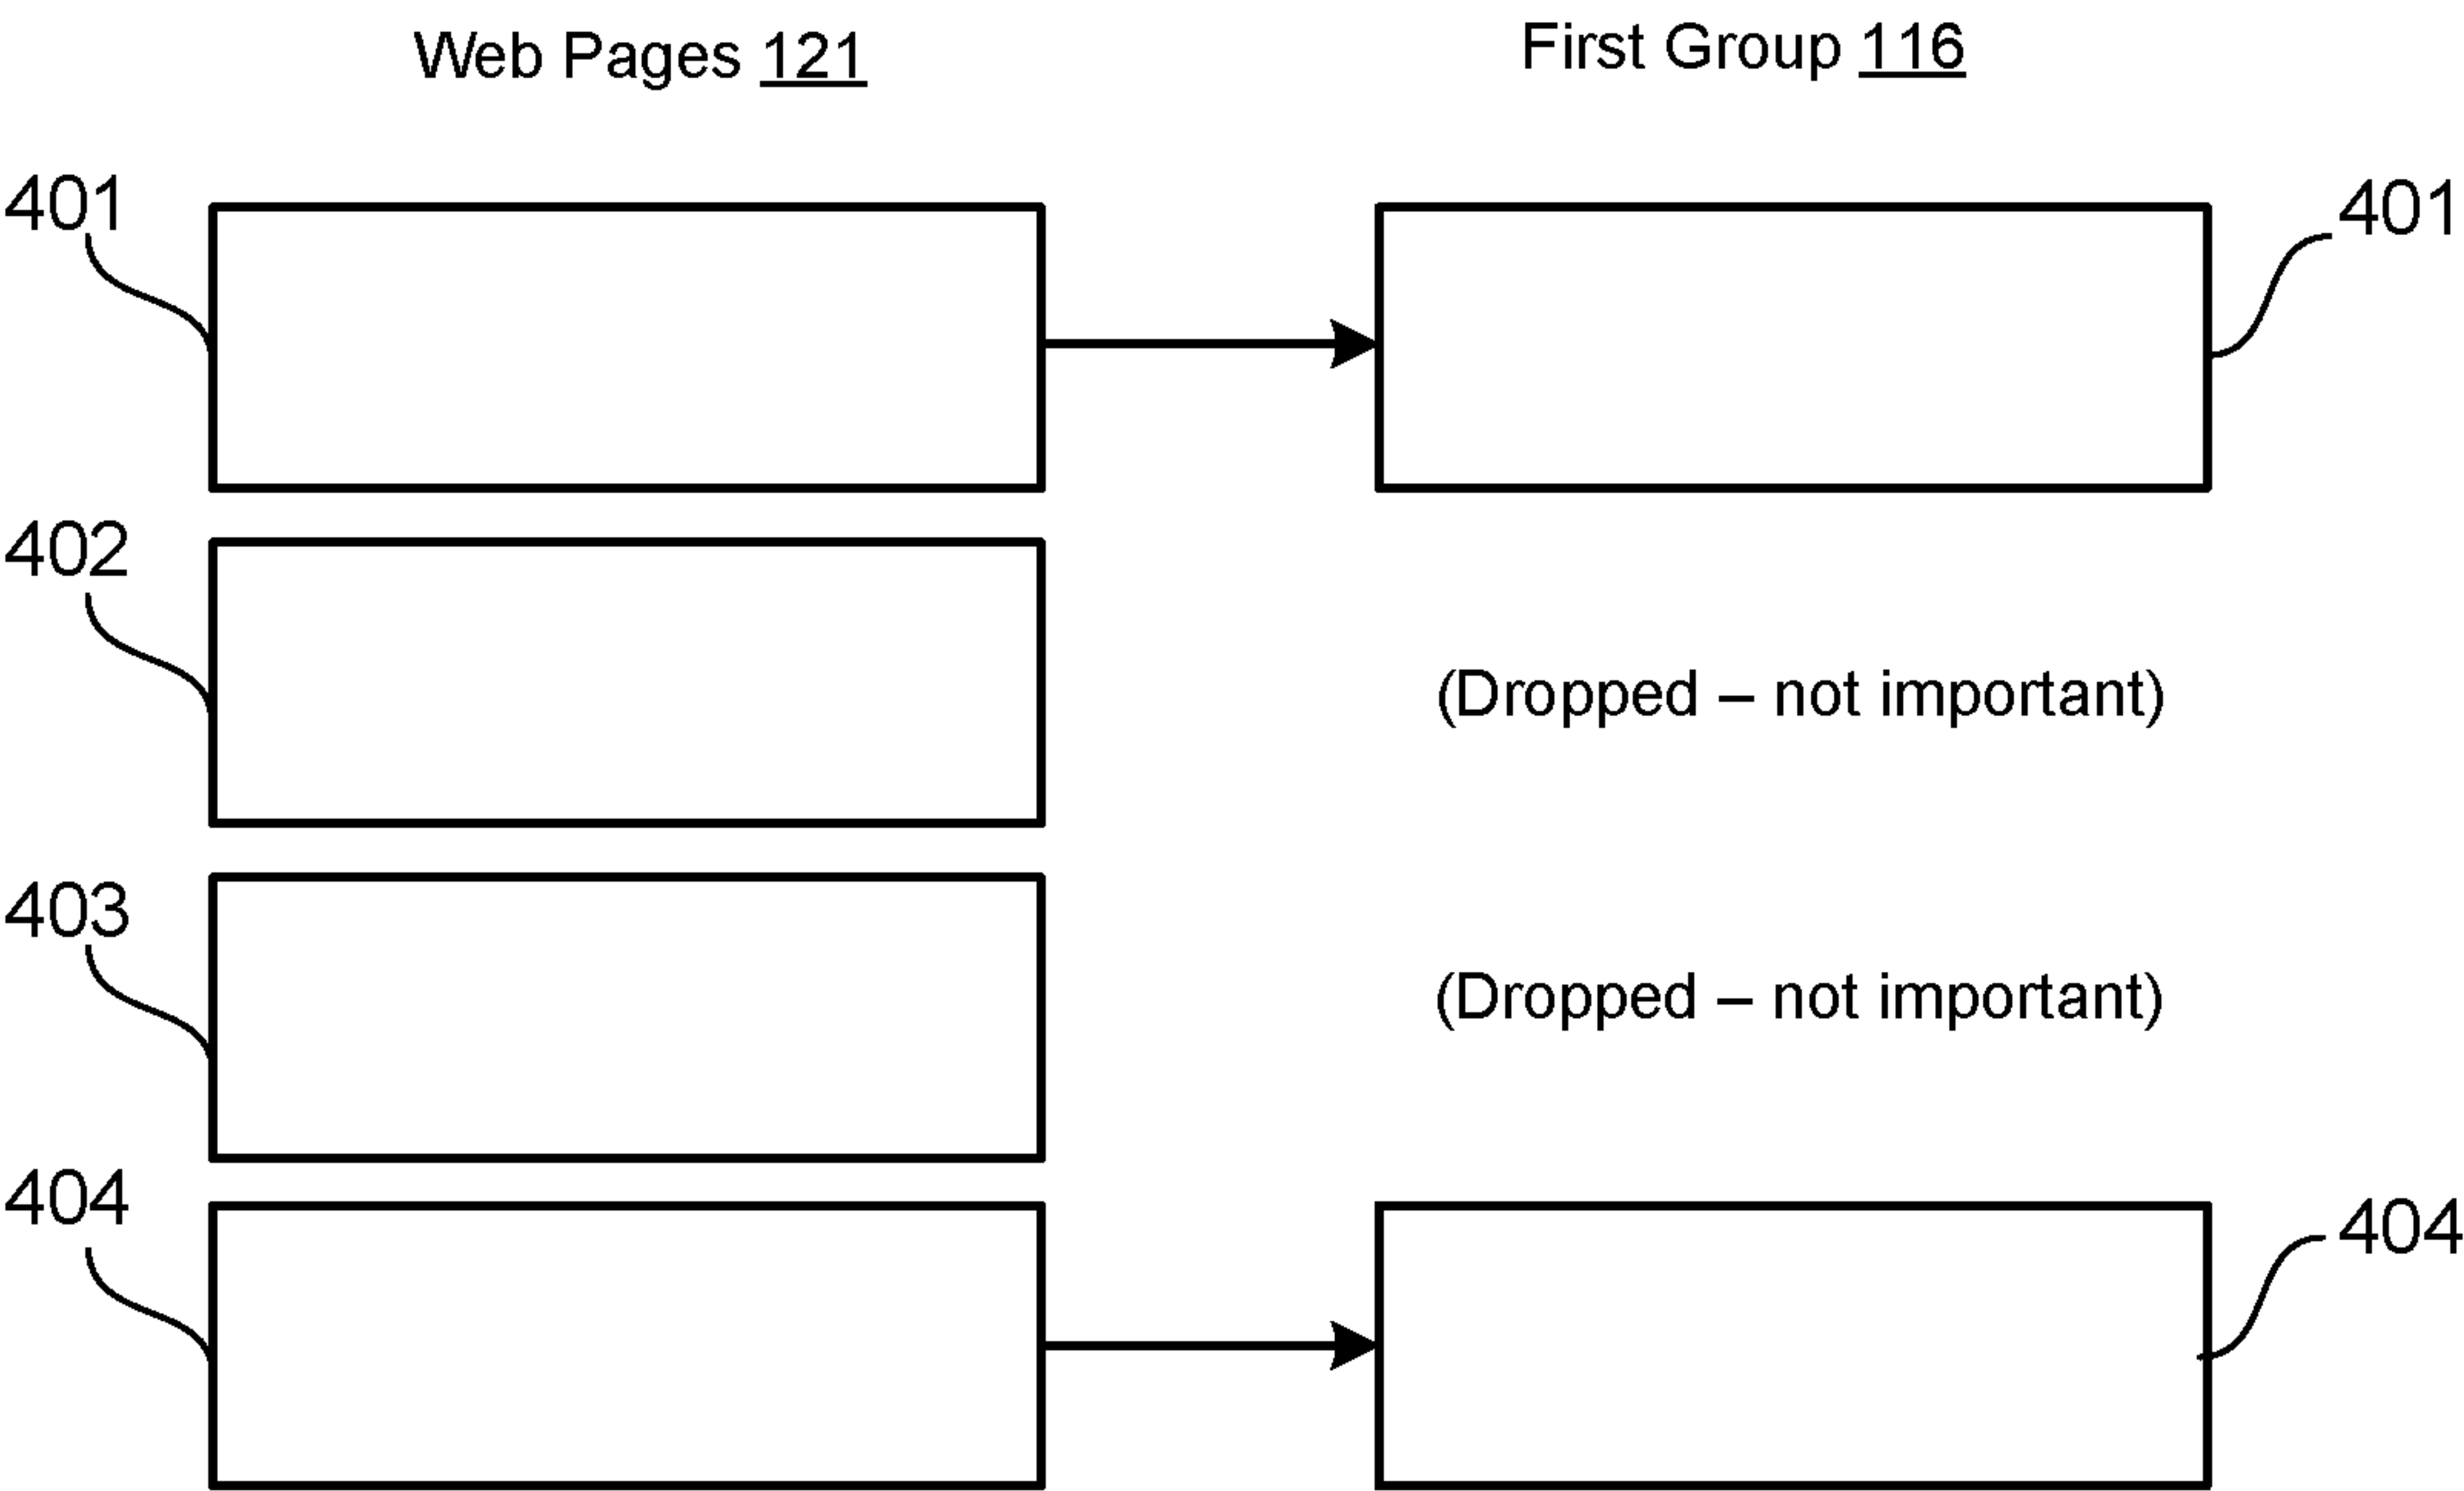 Web Pages 121
First Group 116
401
401
402
(Dropped – not important)
403
(Dropped – not important)
404
404